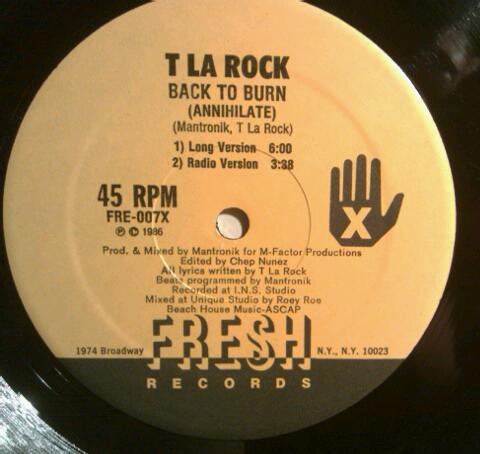 T LA ROCK
BACK TO BURN
(ANNIHILATE)
(Mantronik, T La Rock)
1) Long Version 6:00
2) Radio Version 3:38
45 RPM
FRE-007X
℗ © 1986
X
Prod. & Mixed by Mantronik for M-Factor Productions
Edited by Chep Nunez
All lyrics written by T La Rock
Beats programmed by Mantronik
Recorded at I.N.S. Studio
Mixed at Unique Studio by Roey Roe
Beach House Music-ASCAP
1974 Broadway FRESH N.Y., N.Y. 10023
RECORDS